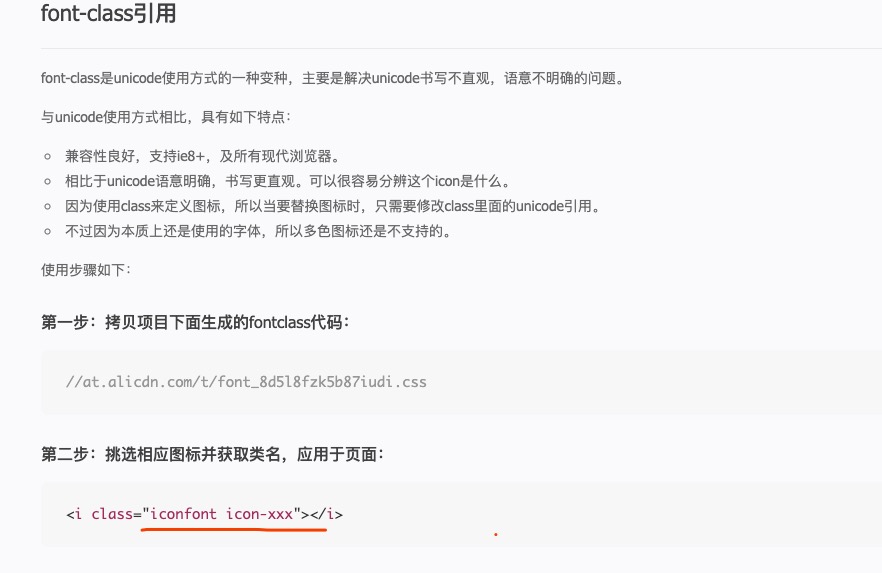 font-class引用
font-class是unicode使用方式的一种变种，主要是解决unicode书写不直观，语意不明确的问题。
与unicode使用方式相比，具有如下特点：
兼容性良好，支持ie8+，及所有现代浏览器。
相比于unicode语意明确，书写更直观。可以很容易分辨这个icon是什么。
因为使用class来定义图标，所以当要替换图标时，只需要修改class里面的unicode引用。
不过因为本质上还是使用的字体，所以多色图标还是不支持的。
使用步骤如下：
第一步：拷贝项目下面生成的fontclass代码：
//at.alicdn.com/t/font_8d5l8fzk5b87iudi.css
第二步：挑选相应图标并获取类名，应用于页面：
<i class="iconfont icon-xxx"></i>